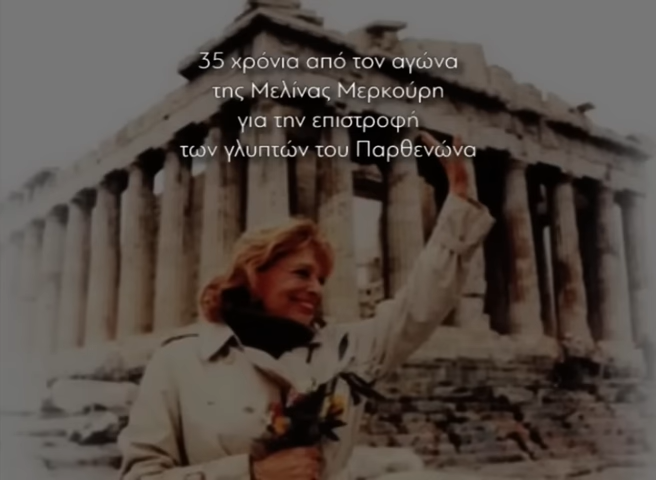 35 χρόνια από τον αγώνα
της Μελίνας Μερκούρη
για την επιστροφή
των γλυπτών του Παρθενώνα